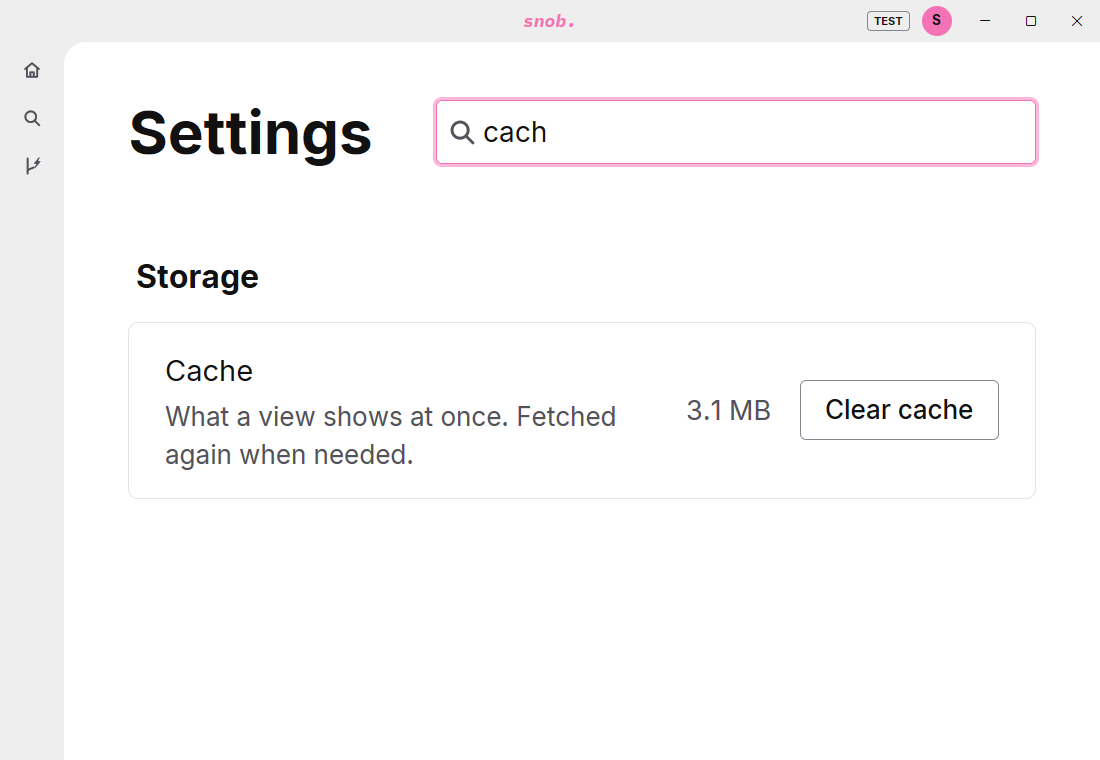 snob.
TEST
S
Settings
cach
Storage
Cache
What a view shows at once. Fetched
again when needed.
3.1 MB
Clear cache